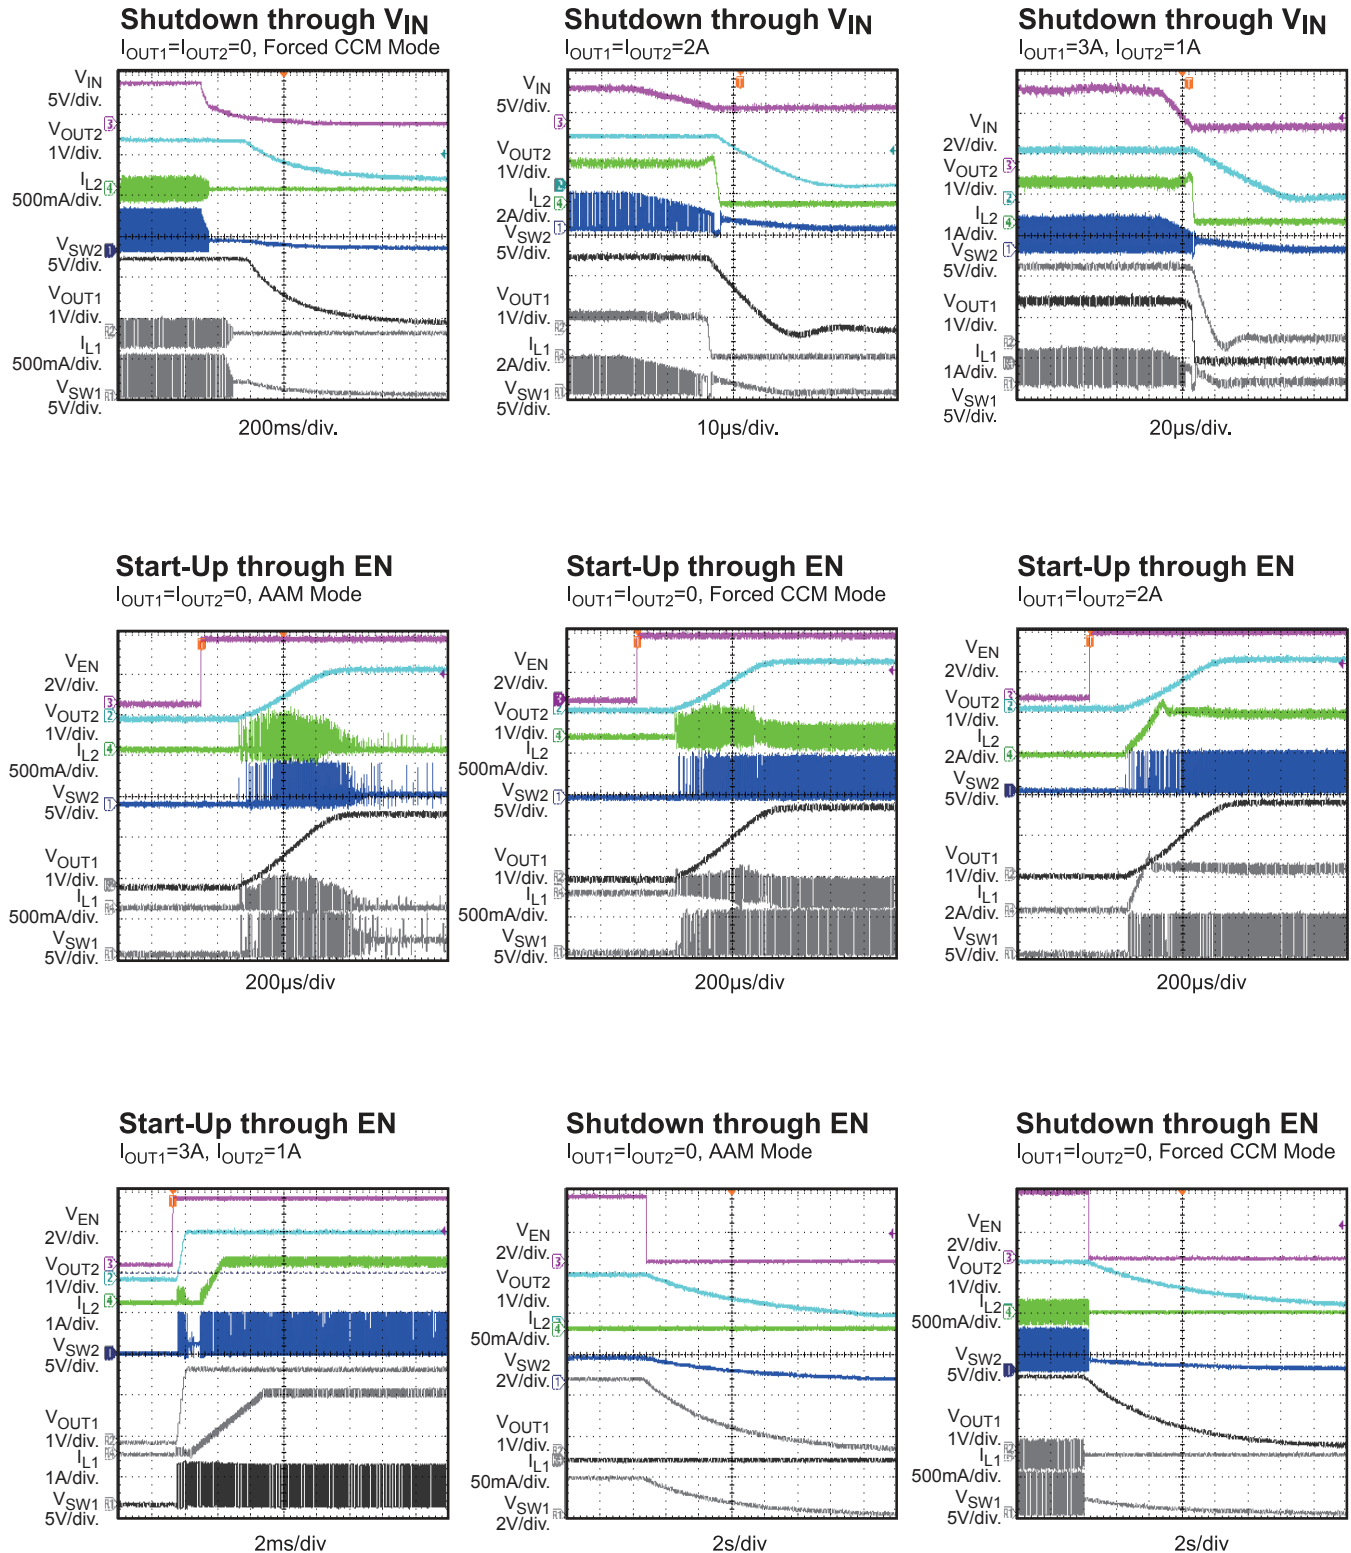 Shutdown through VIN
IOUT1=IOUT2=0, Forced CCM Mode
VIN
5V/div.
VOUT2
1V/div.
IL2
500mA/div.
VSW2
5V/div.
VOUT1
1V/div.
IL1
500mA/div.
VSW1
5V/div.
200ms/div.
Shutdown through VIN
IOUT1=IOUT2=2A
VIN
5V/div.
VOUT2
1V/div.
IL2
2A/div.
VSW2
5V/div.
VOUT1
1V/div.
IL1
2A/div.
VSW1
5V/div.
10µs/div.
Shutdown through VIN
IOUT1=3A, IOUT2=1A
VIN
2V/div.
VOUT2
1V/div.
IL2
1A/div.
VSW2
5V/div.
VOUT1
1V/div.
IL1
1A/div.
VSW1
5V/div.
20µs/div.
Start-Up through EN
IOUT1=IOUT2=0, AAM Mode
VEN
2V/div.
VOUT2
1V/div.
IL2
500mA/div.
VSW2
5V/div.
VOUT1
1V/div.
IL1
500mA/div.
VSW1
5V/div.
200µs/div
Start-Up through EN
IOUT1=IOUT2=0, Forced CCM Mode
VEN
2V/div.
VOUT2
1V/div.
IL2
500mA/div.
VSW2
5V/div.
VOUT1
1V/div.
IL1
500mA/div.
VSW1
5V/div.
200µs/div
Start-Up through EN
IOUT1=IOUT2=2A
VEN
2V/div.
VOUT2
1V/div.
IL2
2A/div.
VSW2
5V/div.
VOUT1
1V/div.
IL1
2A/div.
VSW1
5V/div.
200µs/div
Start-Up through EN
IOUT1=3A, IOUT2=1A
VEN
2V/div.
VOUT2
1V/div.
IL2
1A/div.
VSW2
5V/div.
VOUT1
1V/div.
IL1
1A/div.
VSW1
5V/div.
2ms/div
Shutdown through EN
IOUT1=IOUT2=0, AAM Mode
VEN
2V/div.
VOUT2
1V/div.
IL2
50mA/div.
VSW2
2V/div.
VOUT1
1V/div.
IL1
50mA/div.
VSW1
2V/div.
2s/div
Shutdown through EN
IOUT1=IOUT2=0, Forced CCM Mode
VEN
2V/div.
VOUT2
1V/div.
IL2
500mA/div.
VSW2
5V/div.
VOUT1
1V/div.
IL1
500mA/div.
VSW1
5V/div.
2s/div